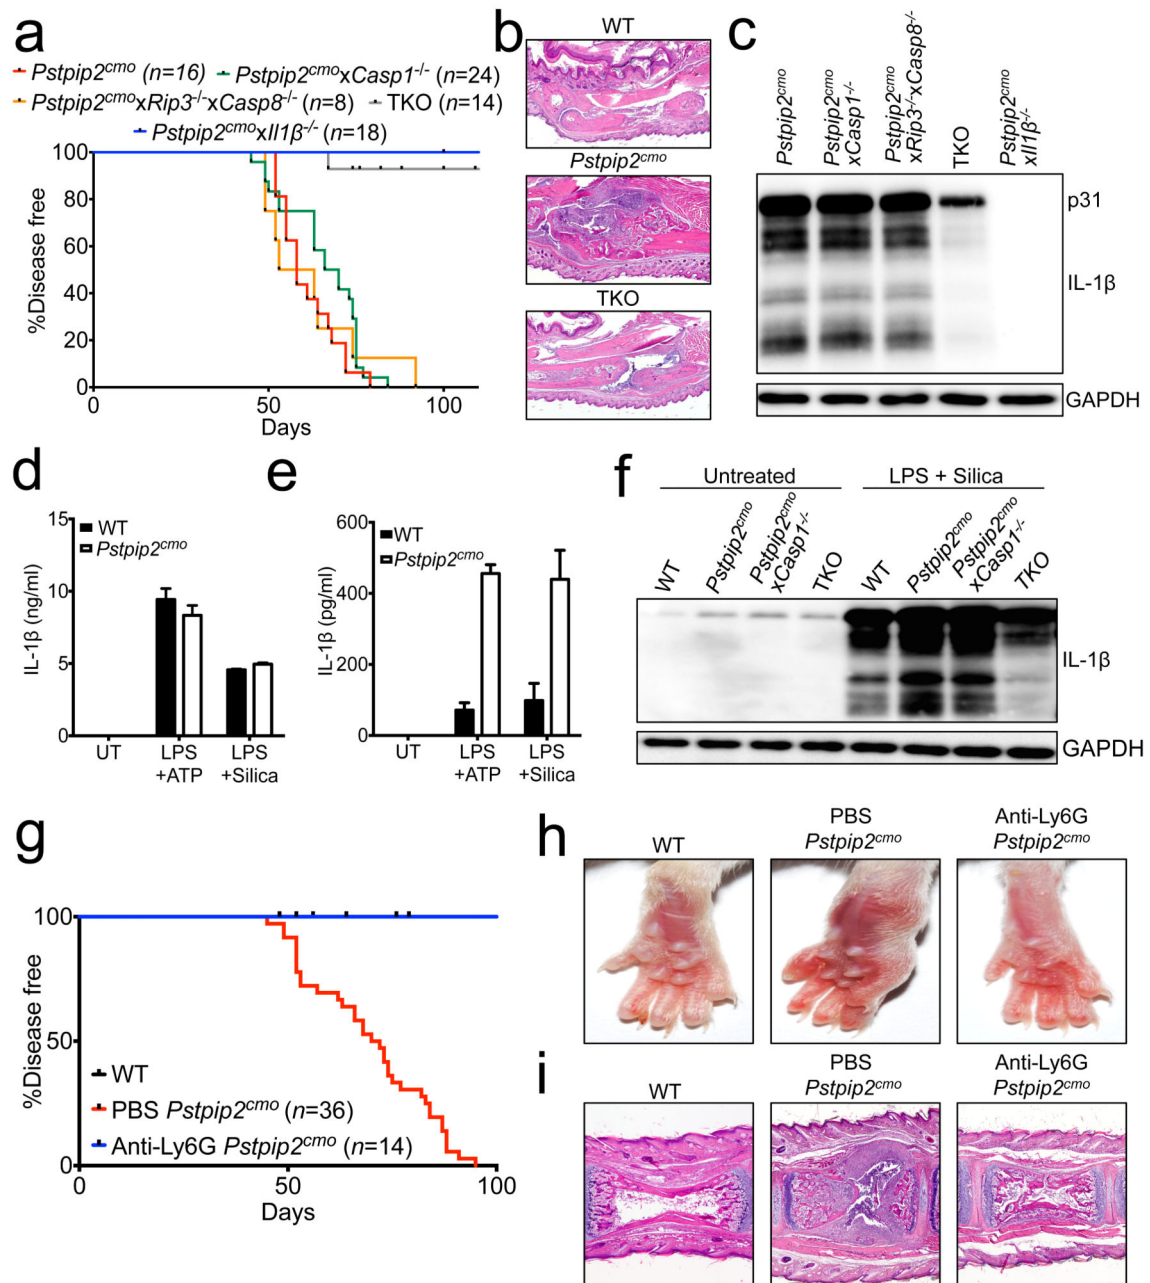 a
Pstpip2cmo (n=16) Pstpip2cmoxCasp1-/- (n=24)
Pstpip2cmoxRip3-/-xCasp8-/- (n=8) TKO (n=14)
Pstpip2cmoxIl1β-/- (n=18)
%Disease free
100
80
60
40
20
0
0 50 100
Days
b
WT
Pstpip2cmo
TKO
c
Pstpip2cmo
Pstpip2cmo
xCasp1-/-
Pstpip2cmo
xRip3-/-xCasp8-/-
TKO
Pstpip2cmo
xIl1β-/-
p31
IL-1β
GAPDH
d
WT
Pstpip2cmo
IL-1β (ng/ml)
15
10
5
0
UT LPS LPS
+ATP +Silica
e
WT
Pstpip2cmo
IL-1β (pg/ml)
600
400
200
0
UT LPS LPS
+ATP +Silica
f
Untreated LPS + Silica
WT
Pstpip2cmo
Pstpip2cmo
xCasp1-/-
TKO
WT
Pstpip2cmo
Pstpip2cmo
xCasp1-/-
TKO
IL-1β
GAPDH
g
%Disease free
100
50
0
WT
PBS Pstpip2cmo (n=36)
Anti-Ly6G Pstpip2cmo (n=14)
0 50 100
Days
h
WT
PBS
Pstpip2cmo
Anti-Ly6G
Pstpip2cmo
i
WT
PBS
Pstpip2cmo
Anti-Ly6G
Pstpip2cmo